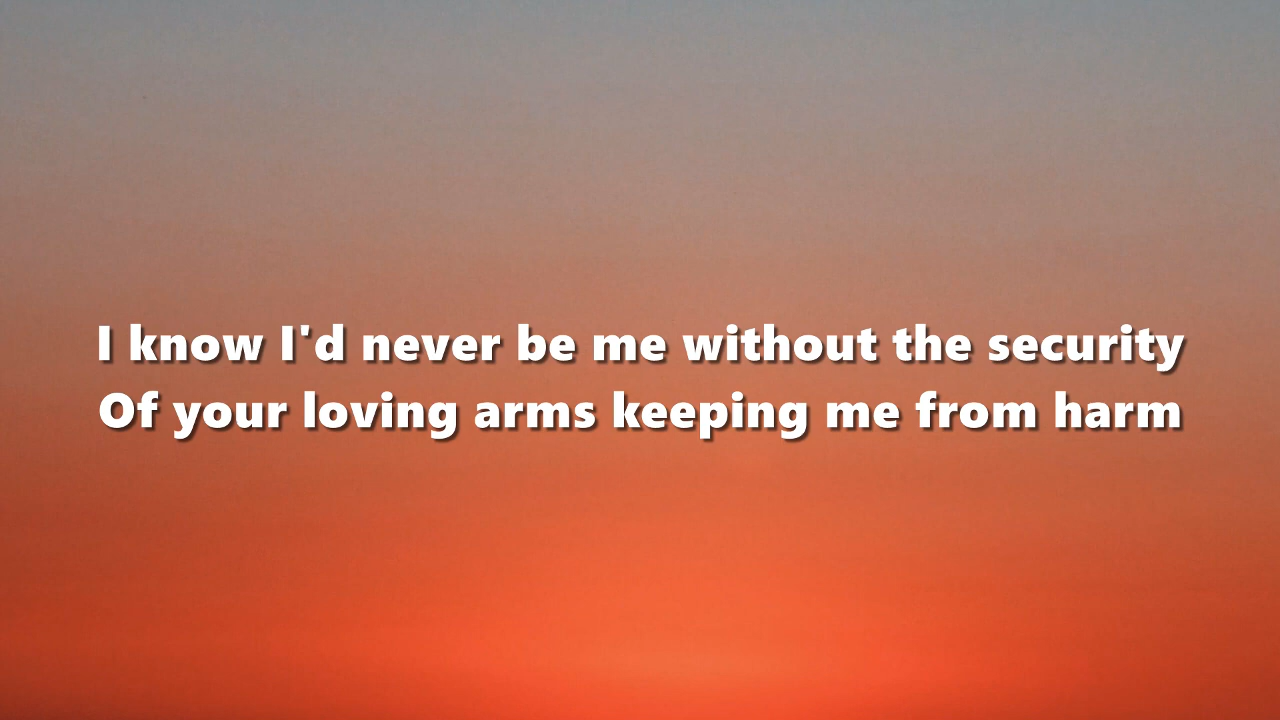 I know I'd never be me without the security
Of your loving arms keeping me from harm